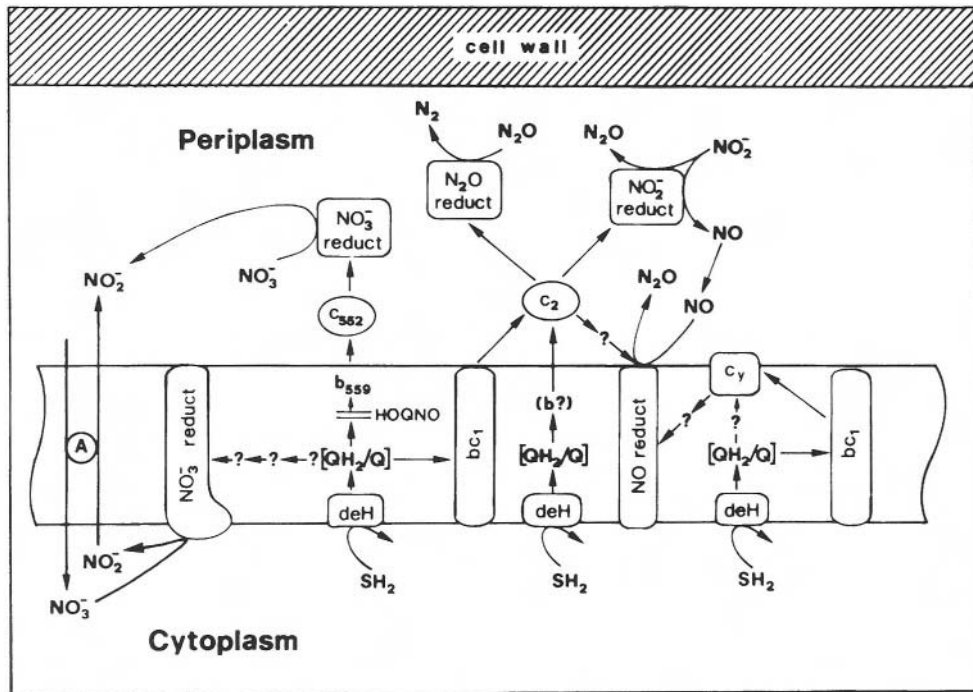 cell wall
Periplasm
N₂
N₂O
N₂O
reduct
N₂O
NO₂⁻
NO₂⁻
reduct
NO
NO
N₂O
NO₃⁻
reduct
NO₃⁻
NO₂⁻
C₅₅₂
C₂
?
A
NO₃⁻ reduct
b₅₅₉
HOQNO
? ? ? [QH₂/Q]
deH
SH₂
bc₁
(b?)
[QH₂/Q]
deH
SH₂
NO reduct
Cy
?
?
[QH₂/Q]
deH
SH₂
bc₁
NO₂⁻
NO₃⁻
Cytoplasm